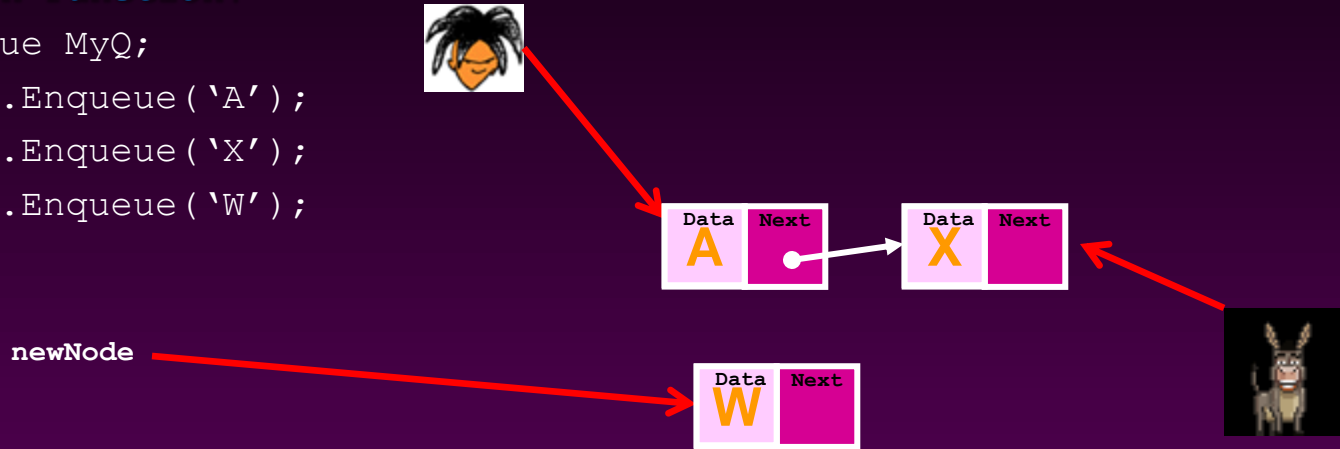 ue MyQ;
.Enqueue(‘A’);
.Enqueue(‘X’);
.Enqueue(‘W’);
Data Next Data Next
A X
newNode
Data Next
W